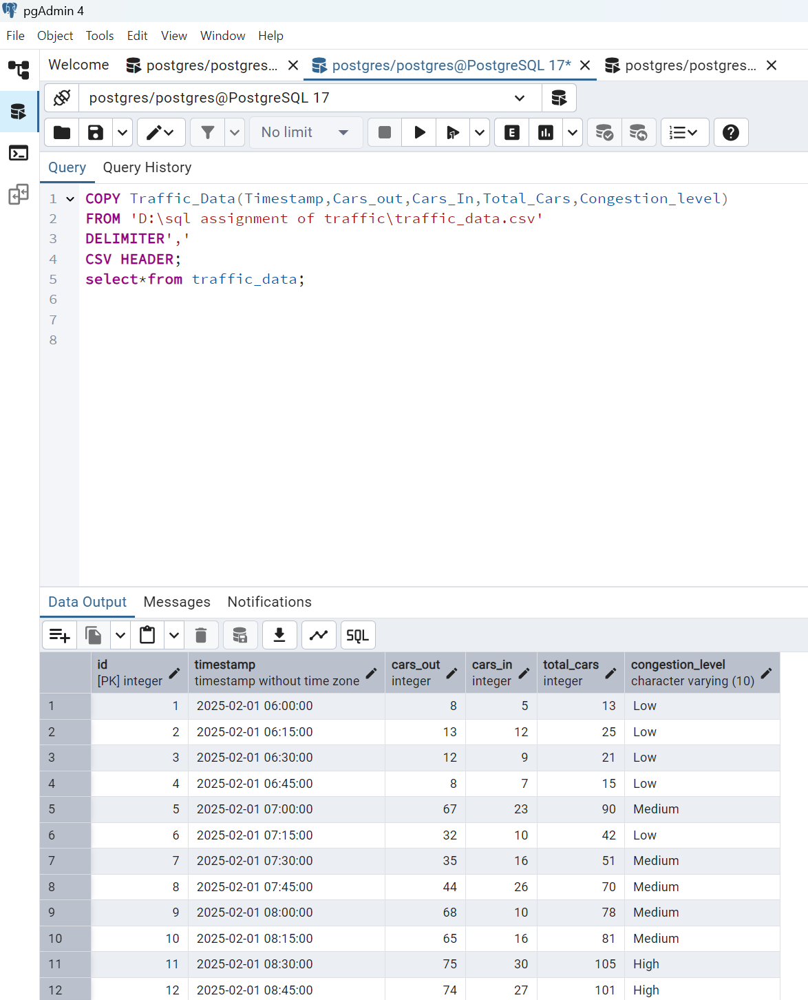 pgAdmin 4
File Object Tools Edit View Window Help
Welcome postgres/postgres... postgres/postgres@PostgreSQL 17* postgres/postgres...
postgres/postgres@PostgreSQL 17
No limit E
Query Query History
1 COPY Traffic_Data(Timestamp,Cars_out,Cars_In,Total_Cars,Congestion_level)
2 FROM 'D:\sql assignment of traffic\traffic_data.csv'
3 DELIMITER','
4 CSV HEADER;
5 select*from traffic_data;
6
7
8
Data Output Messages Notifications
SQL
id timestamp cars_out cars_in total_cars congestion_level
[PK] integer timestamp without time zone integer integer integer character varying (10)
1 1 2025-02-01 06:00:00 8 5 13 Low
2 2 2025-02-01 06:15:00 13 12 25 Low
3 3 2025-02-01 06:30:00 12 9 21 Low
4 4 2025-02-01 06:45:00 8 7 15 Low
5 5 2025-02-01 07:00:00 67 23 90 Medium
6 6 2025-02-01 07:15:00 32 10 42 Low
7 7 2025-02-01 07:30:00 35 16 51 Medium
8 8 2025-02-01 07:45:00 44 26 70 Medium
9 9 2025-02-01 08:00:00 68 10 78 Medium
10 10 2025-02-01 08:15:00 65 16 81 Medium
11 11 2025-02-01 08:30:00 75 30 105 High
12 12 2025-02-01 08:45:00 74 27 101 High